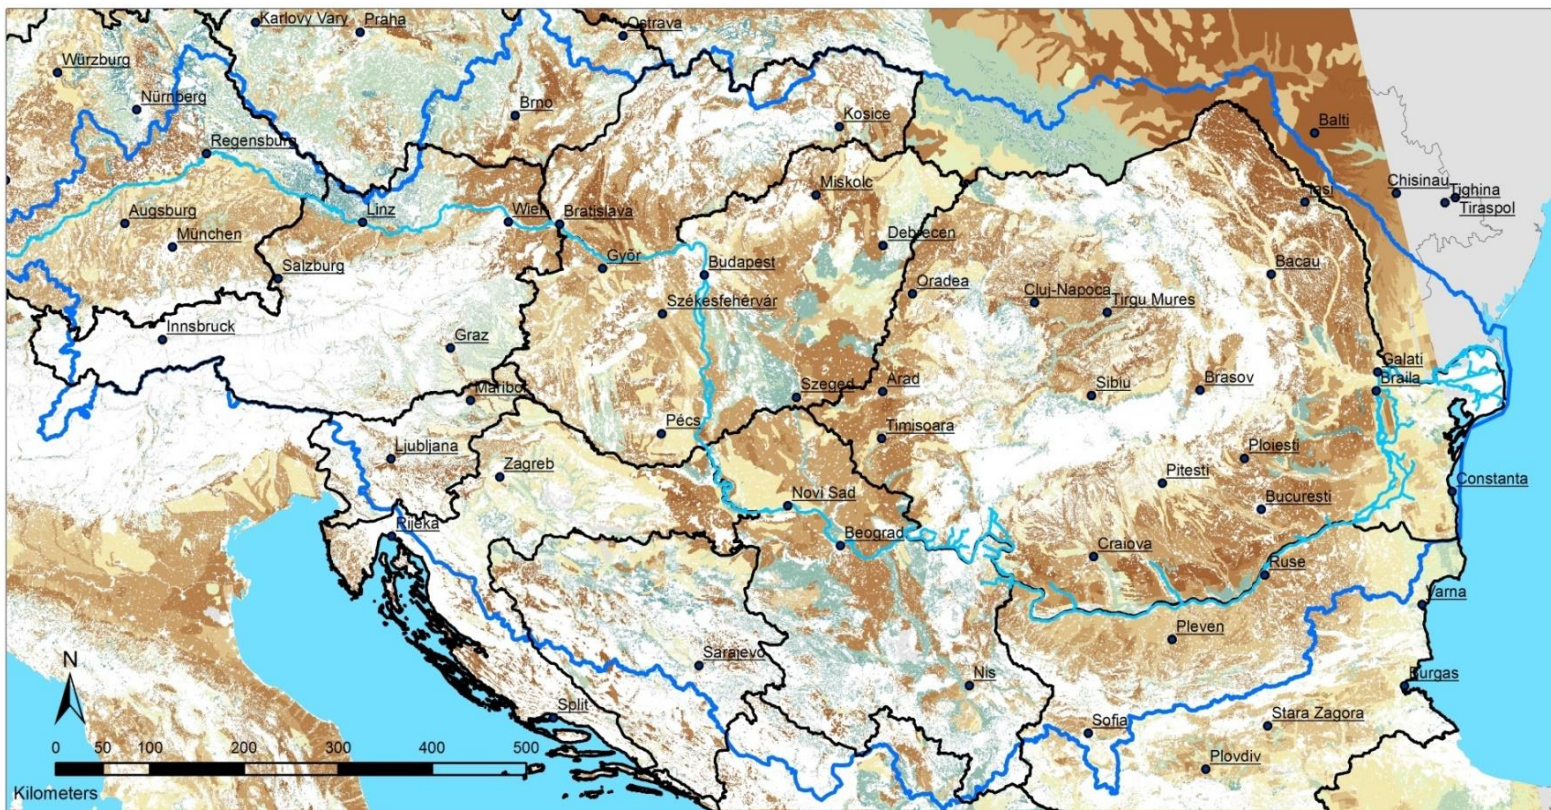 Karlovy Vary
Praha
Ostrava
Würzburg
Nürnberg
Brno
Kosice
Balti
Regensburg
Miskolc
Iasi
Chisinau
Tighina
Tiraspol
Augsburg
Linz
Wien
Bratislava
München
Debrecen
Salzburg
Györ
Budapest
Bacau
Oradea
Cluj-Napoca
Tirgu Mures
Székesfehérvár
Innsbruck
Graz
Galati
Maribor
Szeged
Arad
Sibiu
Brasov
Braila
Pécs
Timisoara
Ljubljana
Zagreb
Ploiesti
Pitesti
Constanta
Novi Sad
Bucuresti
Rijeka
Beograd
Craiova
Ruse
Varna
Pleven
N
Sarajevo
Nis
Burgas
Split
Sofia
Stara Zagora
0 50 100 200 300 400 500
Plovdiv
Kilometers